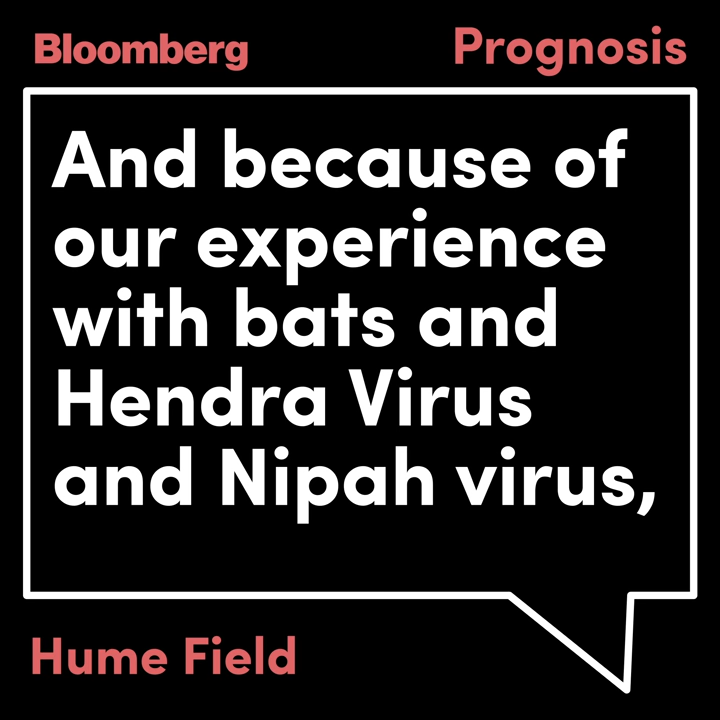 Bloomberg
Prognosis
And because of
our experience
with bats and
Hendra Virus
and Nipah virus,
Hume Field